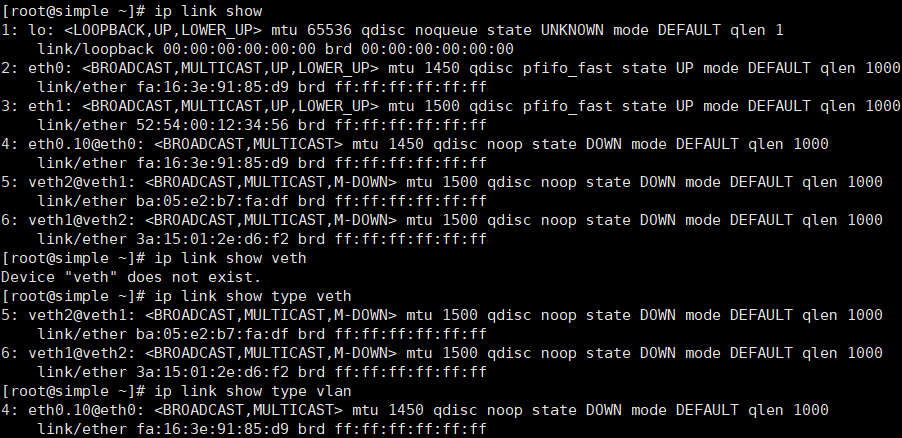 [root@simple ~]# ip link show
1: lo: <LOOPBACK,UP,LOWER_UP> mtu 65536 qdisc noqueue state UNKNOWN mode DEFAULT qlen 1
    link/loopback 00:00:00:00:00:00 brd 00:00:00:00:00:00
2: eth0: <BROADCAST,MULTICAST,UP,LOWER_UP> mtu 1450 qdisc pfifo_fast state UP mode DEFAULT qlen 1000
    link/ether fa:16:3e:91:85:d9 brd ff:ff:ff:ff:ff:ff
3: eth1: <BROADCAST,MULTICAST,UP,LOWER_UP> mtu 1500 qdisc pfifo_fast state UP mode DEFAULT qlen 1000
    link/ether 52:54:00:12:34:56 brd ff:ff:ff:ff:ff:ff
4: eth0.10@eth0: <BROADCAST,MULTICAST> mtu 1450 qdisc noop state DOWN mode DEFAULT qlen 1000
    link/ether fa:16:3e:91:85:d9 brd ff:ff:ff:ff:ff:ff
5: veth2@veth1: <BROADCAST,MULTICAST,M-DOWN> mtu 1500 qdisc noop state DOWN mode DEFAULT qlen 1000
    link/ether ba:05:e2:b7:fa:df brd ff:ff:ff:ff:ff:ff
6: veth1@veth2: <BROADCAST,MULTICAST,M-DOWN> mtu 1500 qdisc noop state DOWN mode DEFAULT qlen 1000
    link/ether 3a:15:01:2e:d6:f2 brd ff:ff:ff:ff:ff:ff
[root@simple ~]# ip link show veth
Device "veth" does not exist.
[root@simple ~]# ip link show type veth
5: veth2@veth1: <BROADCAST,MULTICAST,M-DOWN> mtu 1500 qdisc noop state DOWN mode DEFAULT qlen 1000
    link/ether ba:05:e2:b7:fa:df brd ff:ff:ff:ff:ff:ff
6: veth1@veth2: <BROADCAST,MULTICAST,M-DOWN> mtu 1500 qdisc noop state DOWN mode DEFAULT qlen 1000
    link/ether 3a:15:01:2e:d6:f2 brd ff:ff:ff:ff:ff:ff
[root@simple ~]# ip link show type vlan
4: eth0.10@eth0: <BROADCAST,MULTICAST> mtu 1450 qdisc noop state DOWN mode DEFAULT qlen 1000
    link/ether fa:16:3e:91:85:d9 brd ff:ff:ff:ff:ff:ff